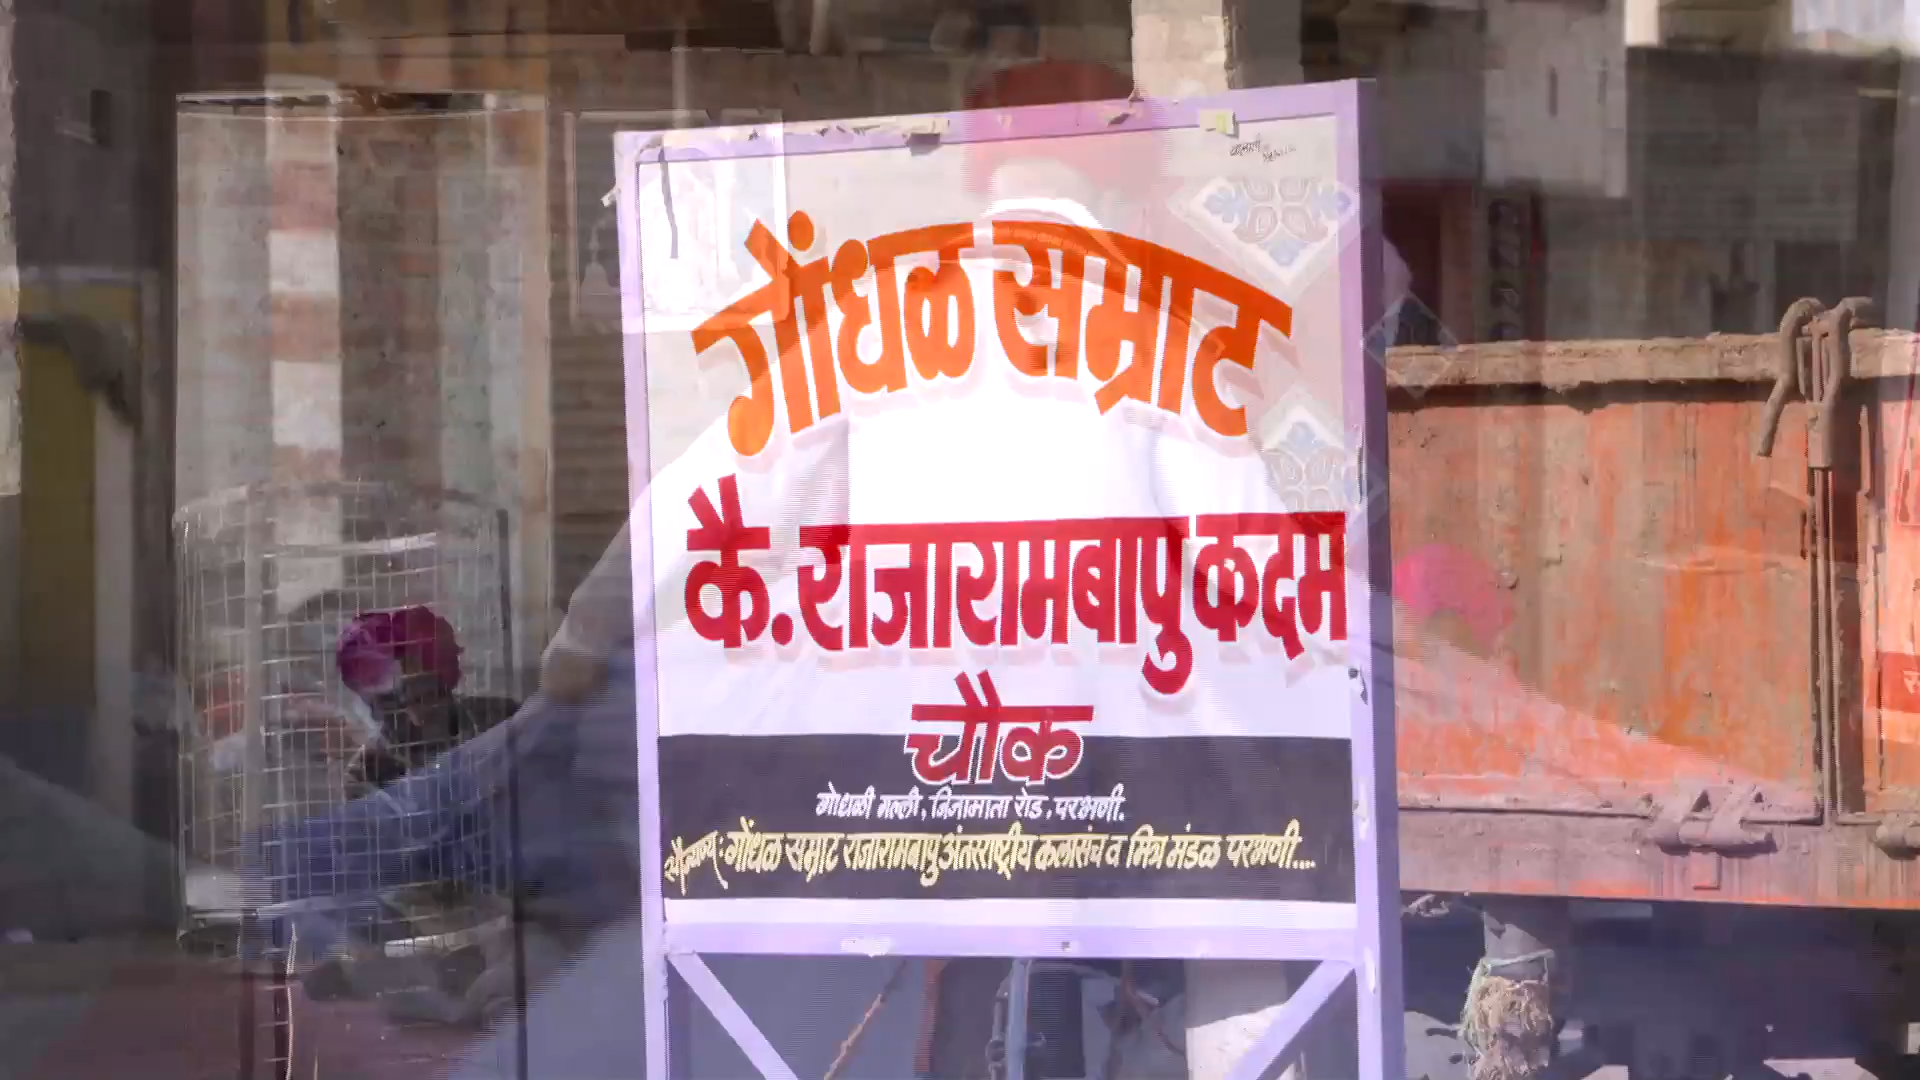 गोंधळ सम्राट
कै. राजारामबापु कदम
चौक
गोंधळी गल्ली, जिजामाता रोड, परभणी.
सौजन्य : गोंधळ सम्राट राजारामबापु अंतरराष्ट्रीय कलासंच व मित्र मंडळ परभणी....